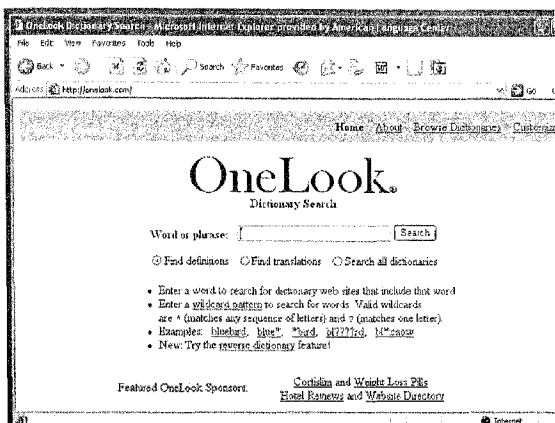 OneLook Dictionary Search - Microsoft Internet Explorer provided by American Language Center
File Edit View Favorites Tools Help
Back Search Favorites
Address http://onelook.com/ Go
Home About Browse Dictionaries Customize
OneLook®
Dictionary Search
Word or phrase: Search
Find definitions Find translations Search all dictionaries
• Enter a word to search for dictionary web sites that include that word
• Enter a wildcard pattern to search for words. Valid wildcards
are * (matches any sequence of letters) and ? (matches one letter).
• Examples: bluebird, blue*, *bird, bl????rd, bl*:snow
• New: Try the reverse dictionary feature!
Featured OneLook Sponsors: Cortislim and Weight Loss Pills
Hotel Reviews and Website Directory
Internet